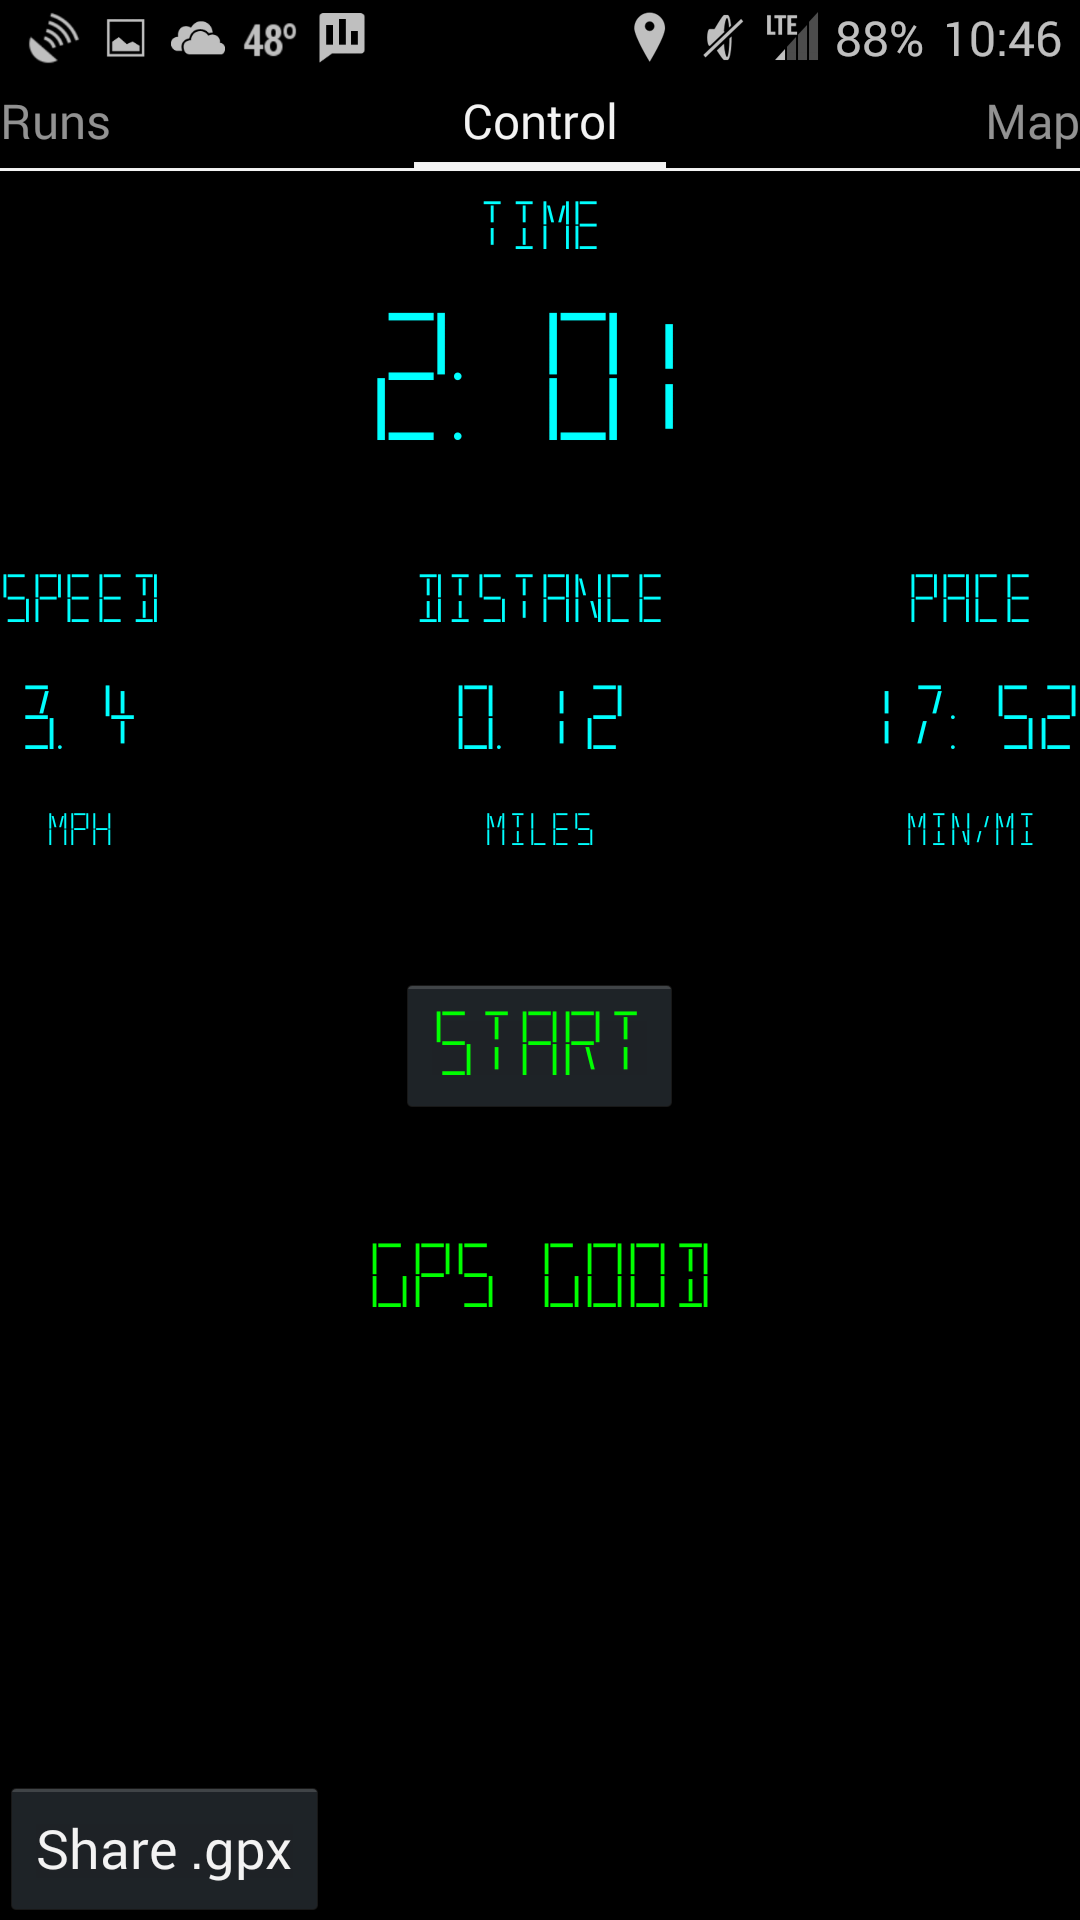 48° LTE 88% 10:46
Runs Control Map
TIME
2:01
SPEED DISTANCE PACE
3.4 0.12 17:52
MPH MILES MIN/MI
START
GPS GOOD
Share .gpx